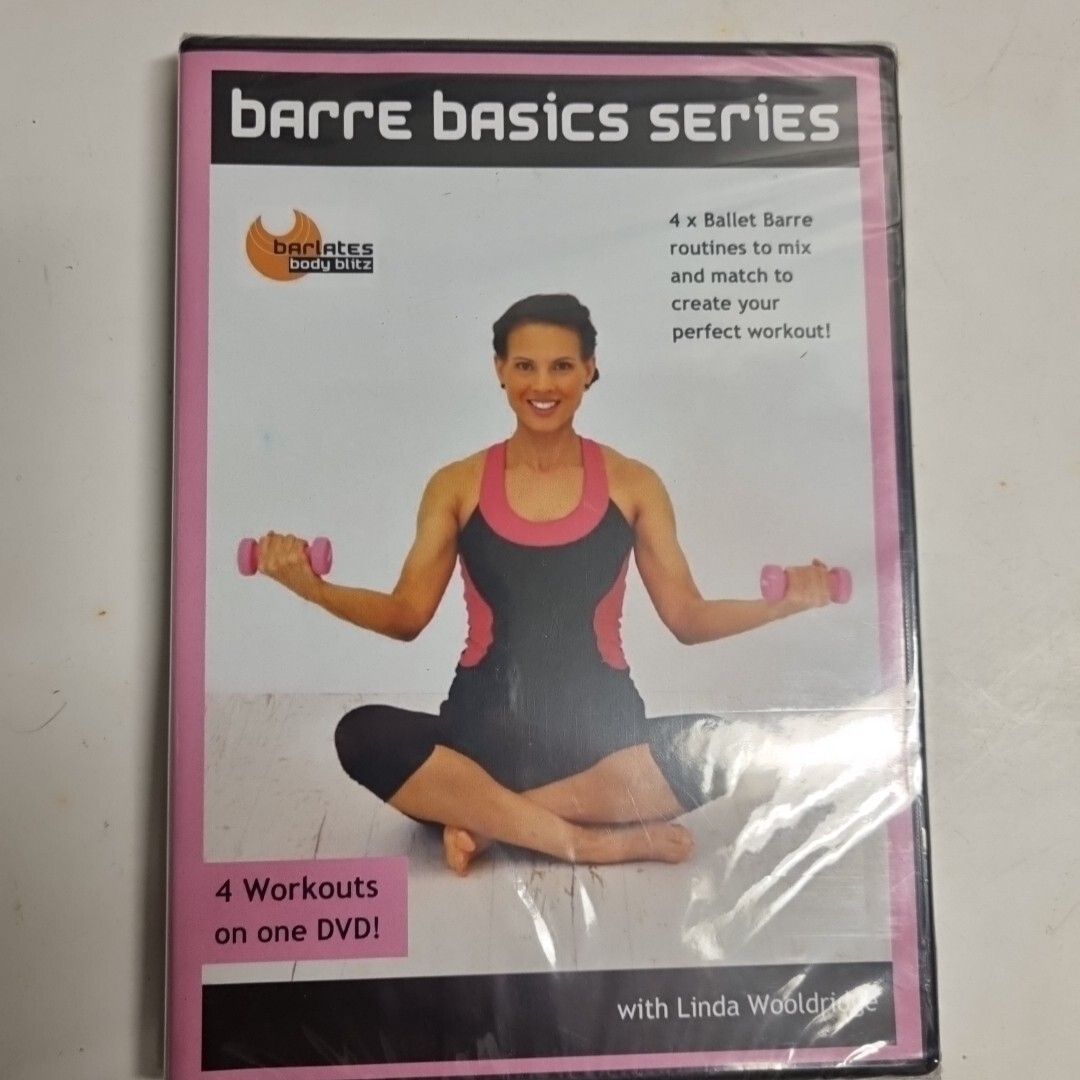 barre basics series
barlates
body blitz
4 x Ballet Barre
routines to mix
and match to
create your
perfect workout!
4 Workouts
on one DVD!
with Linda Wooldridge